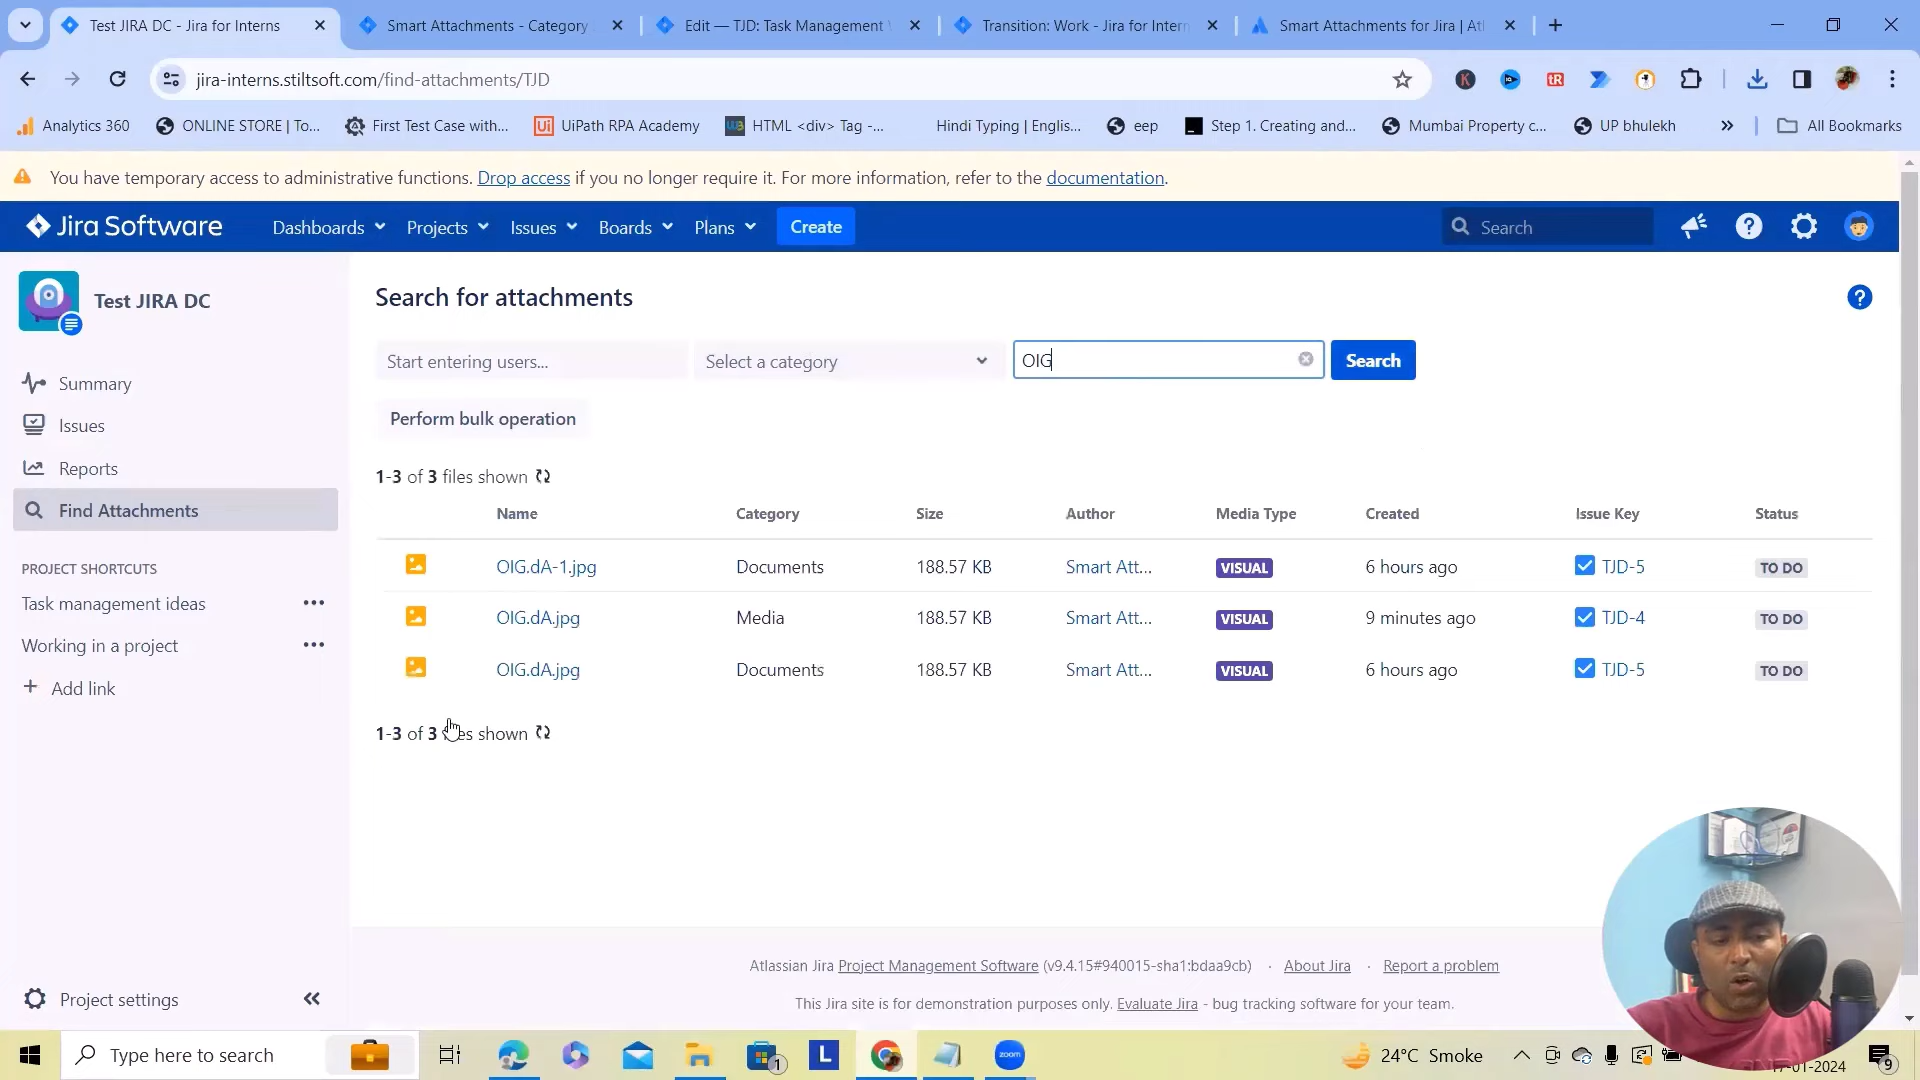 Test JIRA DC - Jira for Interns
Smart Attachments - Category
Edit — TJD: Task Management
Transition: Work - Jira for Intern
Smart Attachments for Jira | Atl
jira-interns.stiltsoft.com/find-attachments/TJD
Analytics 360
ONLINE STORE | To...
First Test Case with...
UiPath RPA Academy
HTML <div> Tag -...
Hindi Typing | Englis...
eep
Step 1. Creating and...
Mumbai Property c...
UP bhulekh
All Bookmarks
You have temporary access to administrative functions. Drop access if you no longer require it. For more information, refer to the documentation.
Jira Software
Dashboards
Projects
Issues
Boards
Plans
Create
Search
Test JIRA DC
Summary
Issues
Reports
Find Attachments
PROJECT SHORTCUTS
Task management ideas
Working in a project
Add link
Project settings
Search for attachments
Start entering users...
Select a category
OIG
Search
Perform bulk operation
1-3 of 3 files shown
Name Category Size Author Media Type Created Issue Key Status
OIG.dA-1.jpg Documents 188.57 KB Smart Att... VISUAL 6 hours ago TJD-5 TO DO
OIG.dA.jpg Media 188.57 KB Smart Att... VISUAL 9 minutes ago TJD-4 TO DO
OIG.dA.jpg Documents 188.57 KB Smart Att... VISUAL 6 hours ago TJD-5 TO DO
1-3 of 3 files shown
Atlassian Jira Project Management Software (v9.4.15#940015-sha1:bdaa9cb) · About Jira · Report a problem
This Jira site is for demonstration purposes only. Evaluate Jira - bug tracking software for your team.
Type here to search
1
L
zoom
24°C Smoke
17-01-2024
9